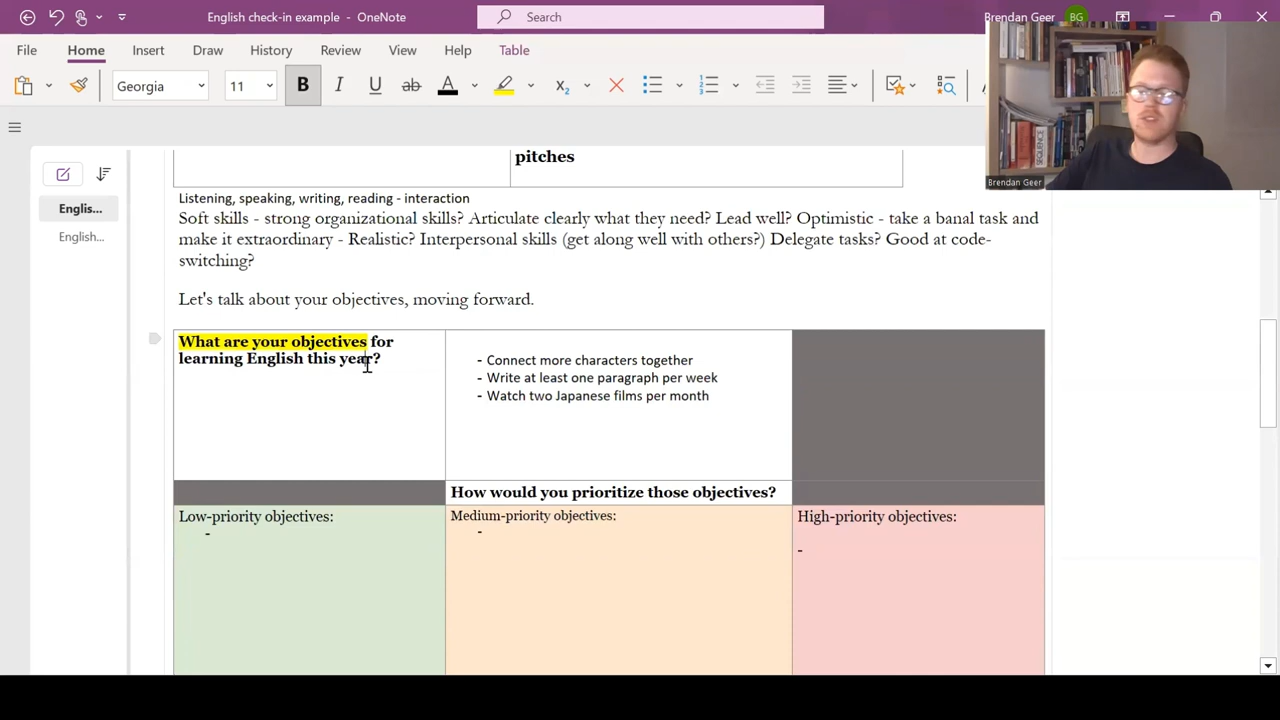 English check-in example - OneNote
Search
Brendan Geer
BG
File
Home
Insert
Draw
History
Review
View
Help
Table
Georgia
11
B
I
U
ab
A
X2
Brendan Geer
Englis...
English...
pitches
Listening, speaking, writing, reading - interaction
Soft skills - strong organizational skills? Articulate clearly what they need? Lead well? Optimistic - take a banal task and
make it extraordinary - Realistic? Interpersonal skills (get along well with others?) Delegate tasks? Good at code-
switching?
Let's talk about your objectives, moving forward.
What are your objectives for
learning English this year?
- Connect more characters together
- Write at least one paragraph per week
- Watch two Japanese films per month
How would you prioritize those objectives?
Low-priority objectives:
-
Medium-priority objectives:
-
High-priority objectives:
-